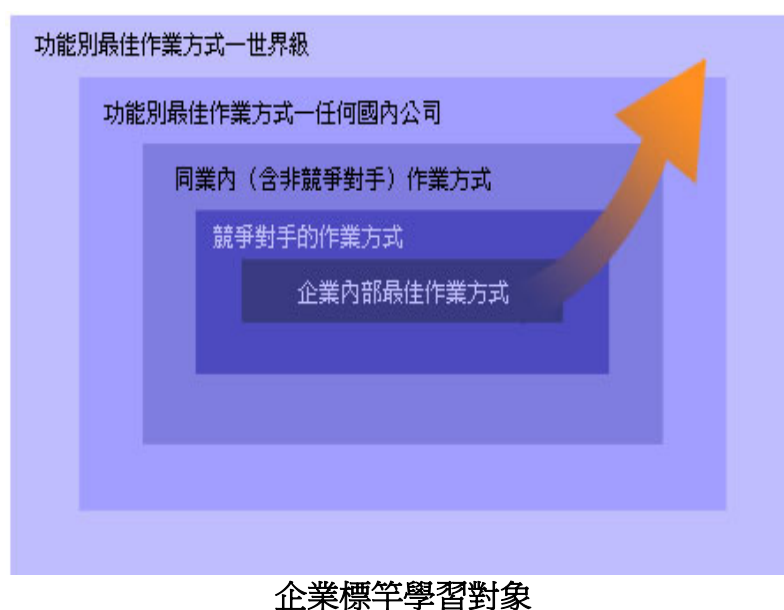 功能別最佳作業方式—世界級
功能別最佳作業方式—任何國內公司
同業內（含非競爭對手）作業方式
競爭對手的作業方式
企業內部最佳作業方式
企業標竿學習對象